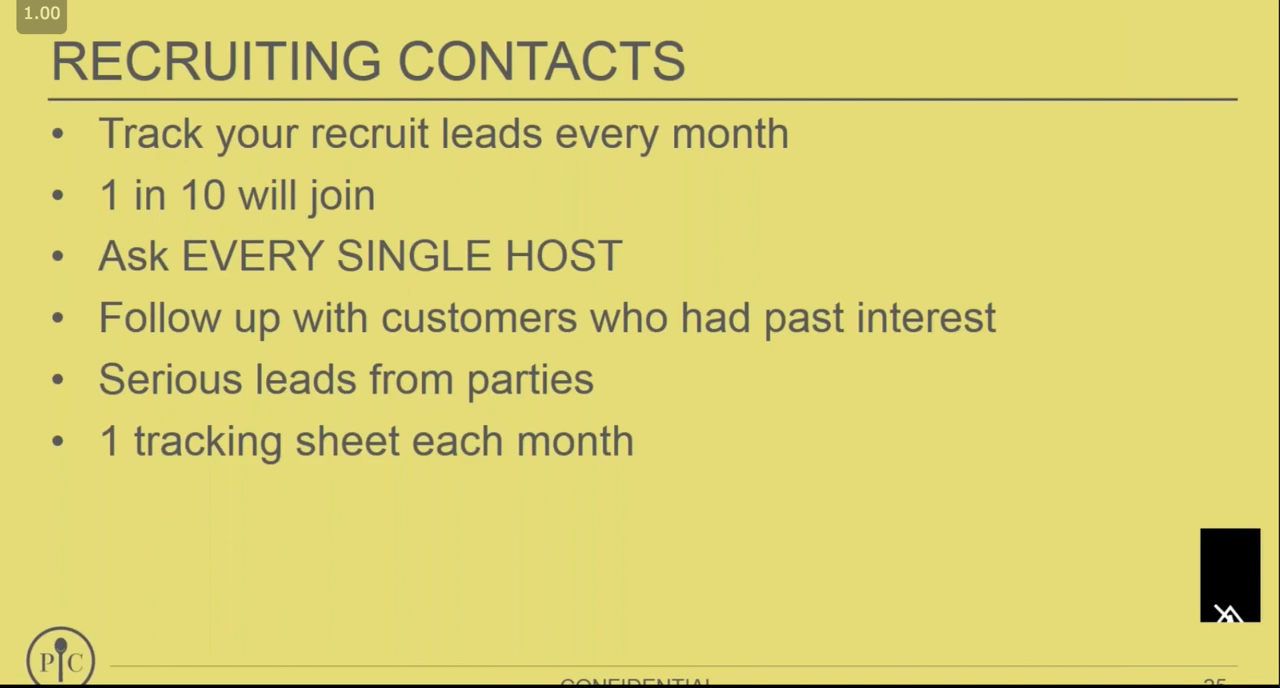 1.00
RECRUITING CONTACTS
• Track your recruit leads every month
• 1 in 10 will join
• Ask EVERY SINGLE HOST
• Follow up with customers who had past interest
• Serious leads from parties
• 1 tracking sheet each month
PC
CONFIDENTIAL